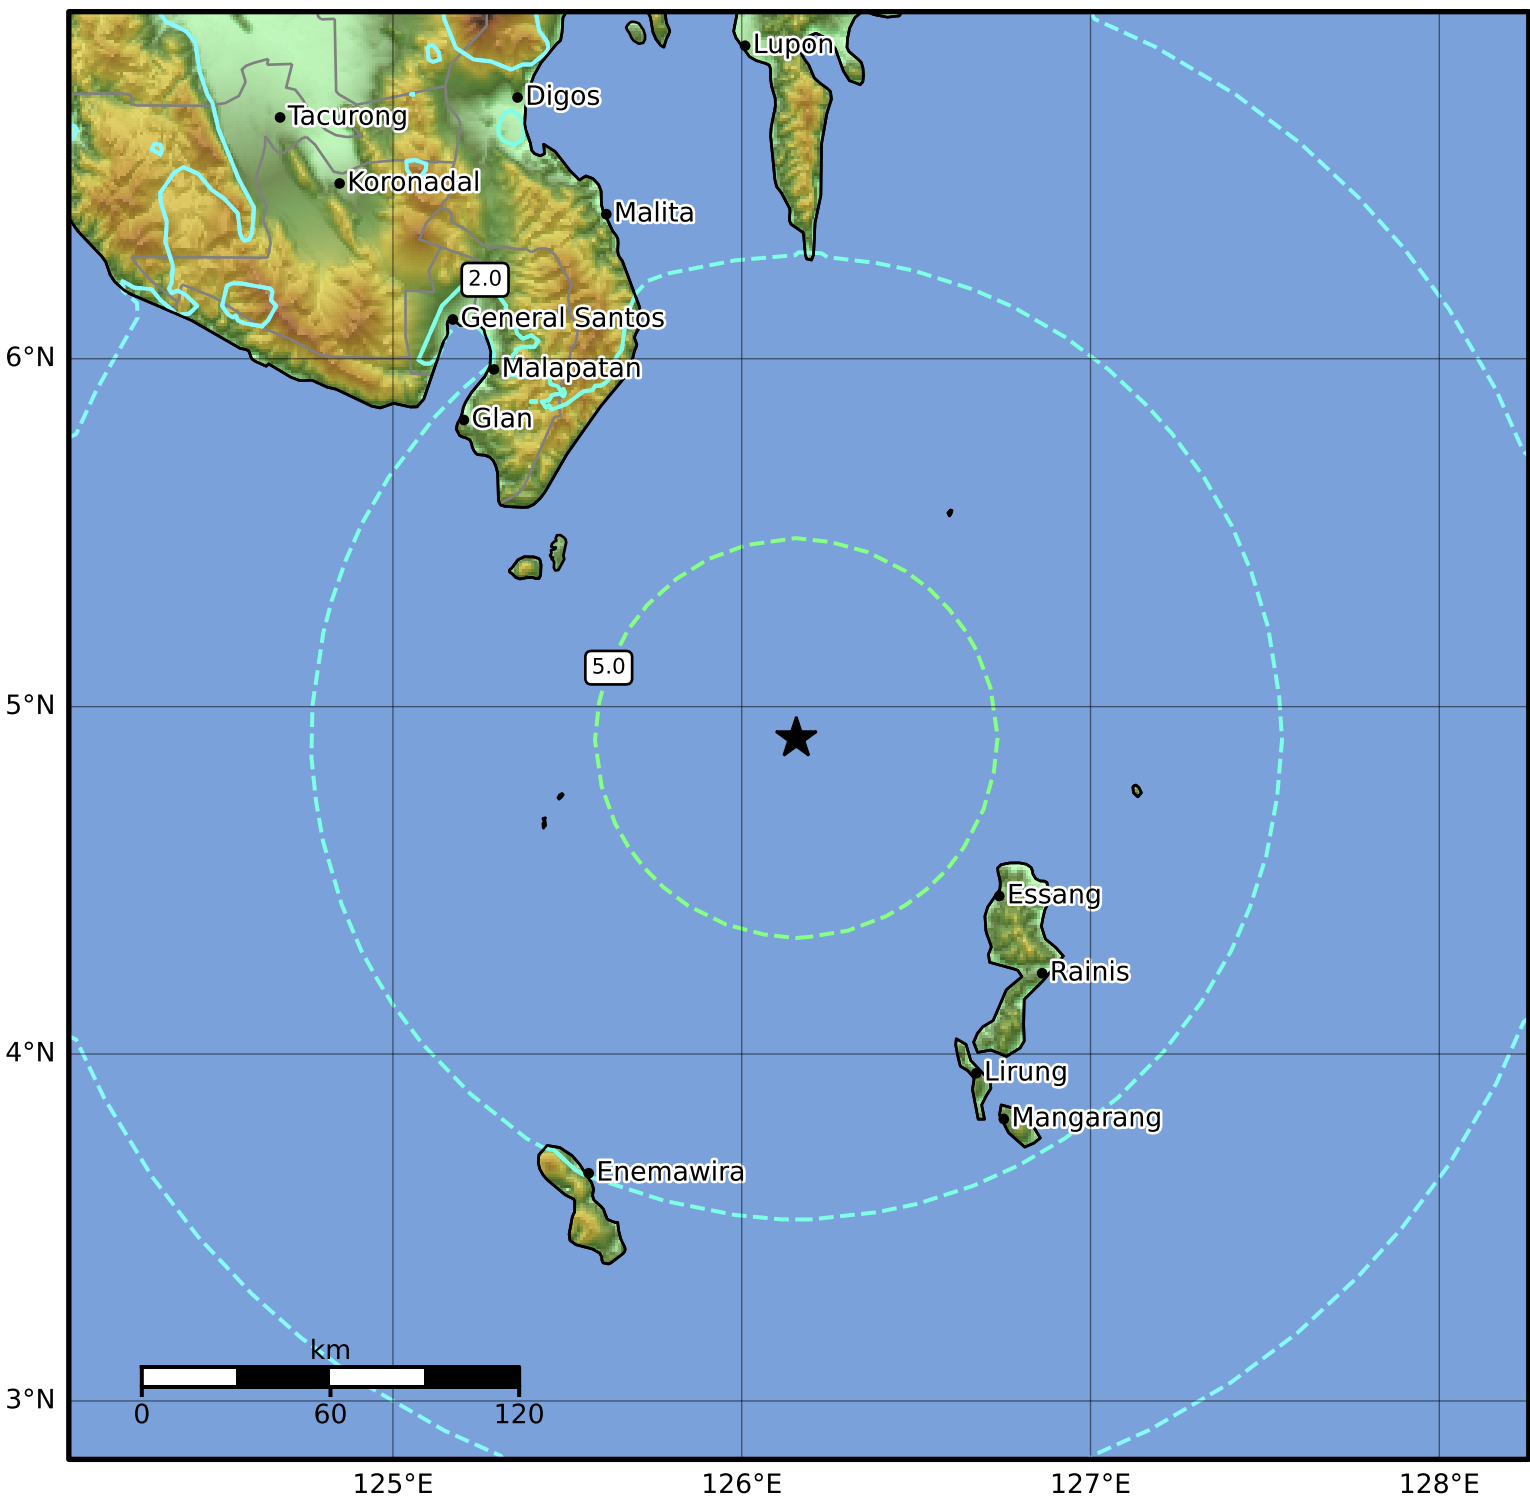 Lupon
Digos
Tacurong
Koronadal
Malita
2.0
General Santos
6°N
Malapatan
Glan
5.0
5°N
Essang
Rainis
4°N
Lirung
Mangarang
Enemawira
km
3°N
0 60 120
125°E 126°E 127°E 128°E